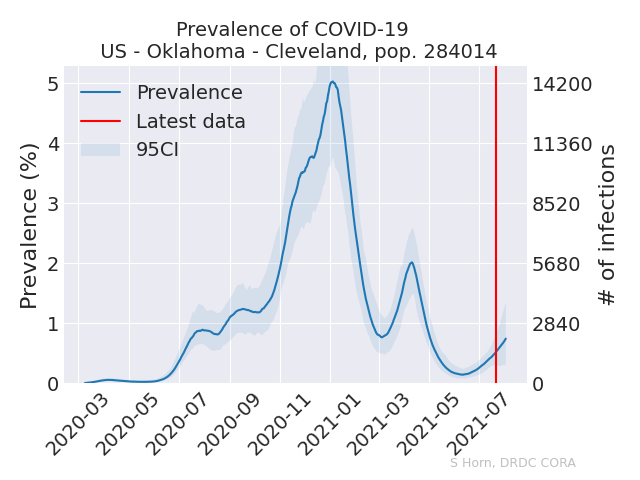 Prevalence of COVID-19
US - Oklahoma - Cleveland, pop. 284014
Prevalence
Latest data
95CI
Prevalence (%)
5
4
3
2
1
0
14200
11360
8520
5680
2840
0
# of infections
2020-03
2020-05
2020-07
2020-09
2020-11
2021-01
2021-03
2021-05
2021-07
S Horn, DRDC CORA